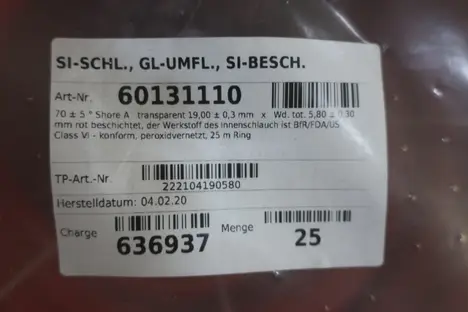 SI-SCHL., GL-UMFL., SI-BESCH.
Art-Nr. 60131110
70 ± 5 ° Shore A transparent 19,00 ± 0,3 mm x Wd. tot. 5,80 ± 0,30
mm rot beschichtet, der Werkstoff des Innenschlauch ist BfR/FDA/US
Class VI - konform, peroxidvernetzt, 25 m Ring
TP-Art.-Nr.
222104190580
Herstelldatum: 04.02.20
Charge 636937 Menge 25